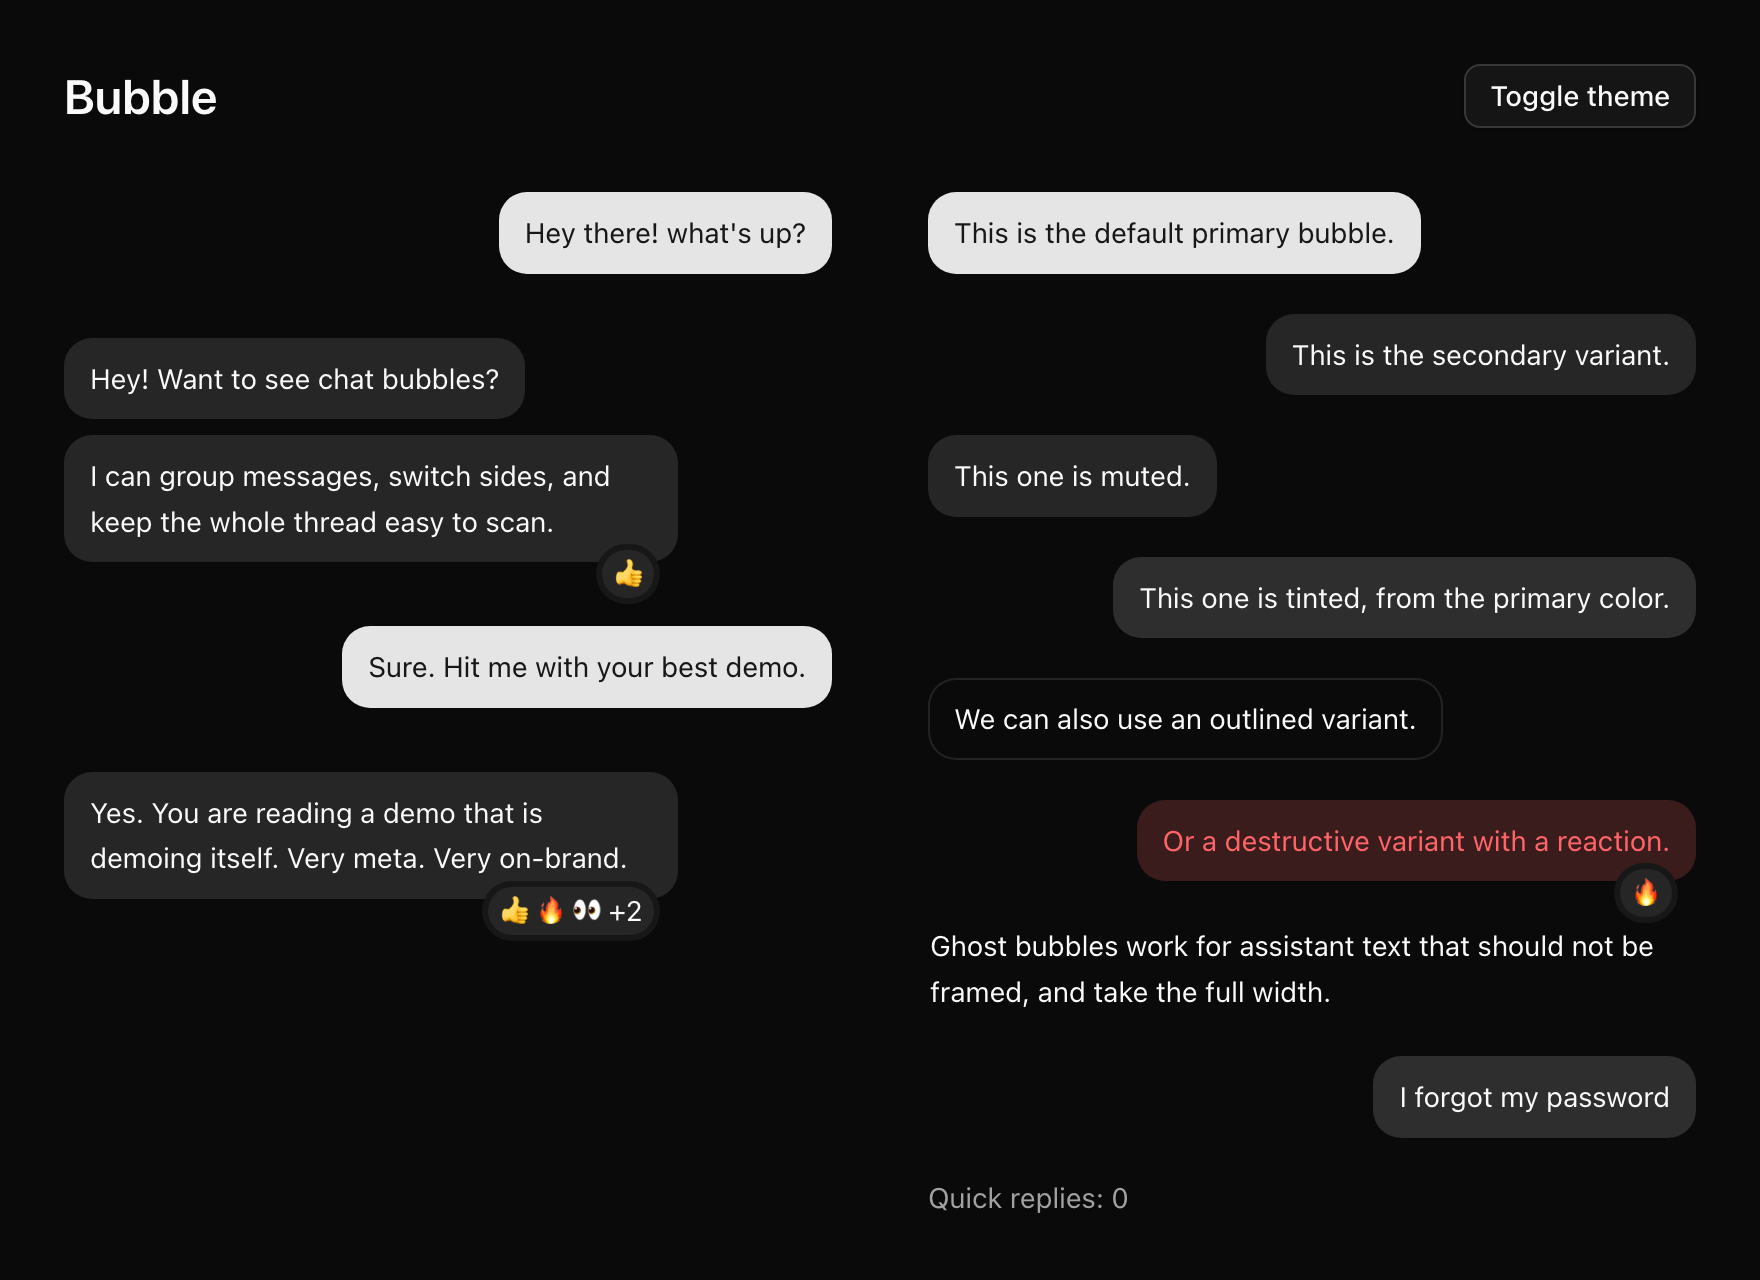 Bubble
Toggle theme
Hey there! what's up?
Hey! Want to see chat bubbles?
I can group messages, switch sides, and
keep the whole thread easy to scan.
👍
Sure. Hit me with your best demo.
Yes. You are reading a demo that is
demoing itself. Very meta. Very on-brand.
👍 🔥 👀 +2
This is the default primary bubble.
This is the secondary variant.
This one is muted.
This one is tinted, from the primary color.
We can also use an outlined variant.
Or a destructive variant with a reaction.
🔥
Ghost bubbles work for assistant text that should not be
framed, and take the full width.
I forgot my password
Quick replies: 0